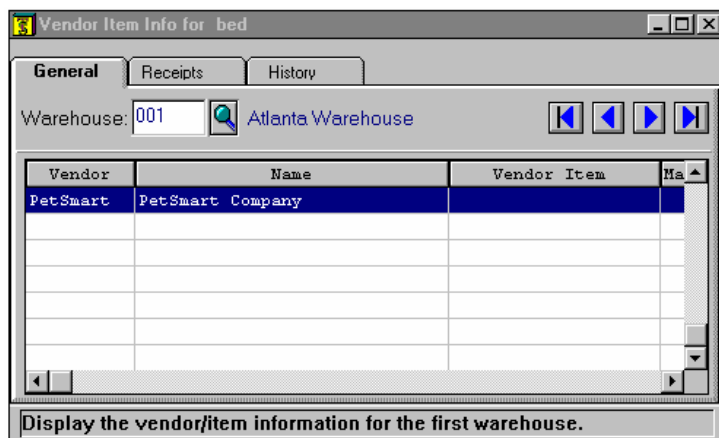 Vendor Item Info for bed
General Receipts History
Warehouse: 001 Atlanta Warehouse
Vendor Name Vendor Item Ma
PetSmart PetSmart Company
Display the vendor/item information for the first warehouse.